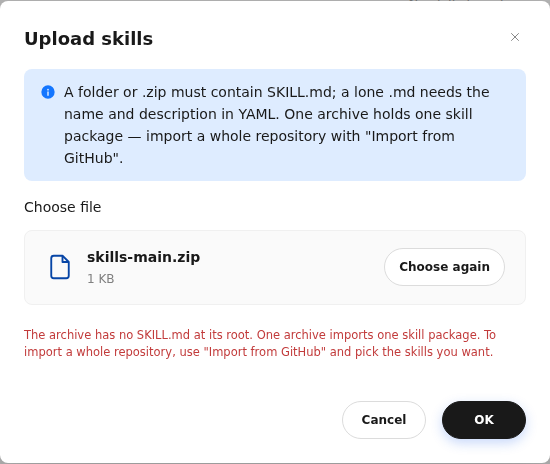 Upload skills
A folder or .zip must contain SKILL.md; a lone .md needs the
name and description in YAML. One archive holds one skill
package — import a whole repository with "Import from
GitHub".
Choose file
skills-main.zip
1 KB
Choose again
The archive has no SKILL.md at its root. One archive imports one skill package. To
import a whole repository, use "Import from GitHub" and pick the skills you want.
Cancel
OK